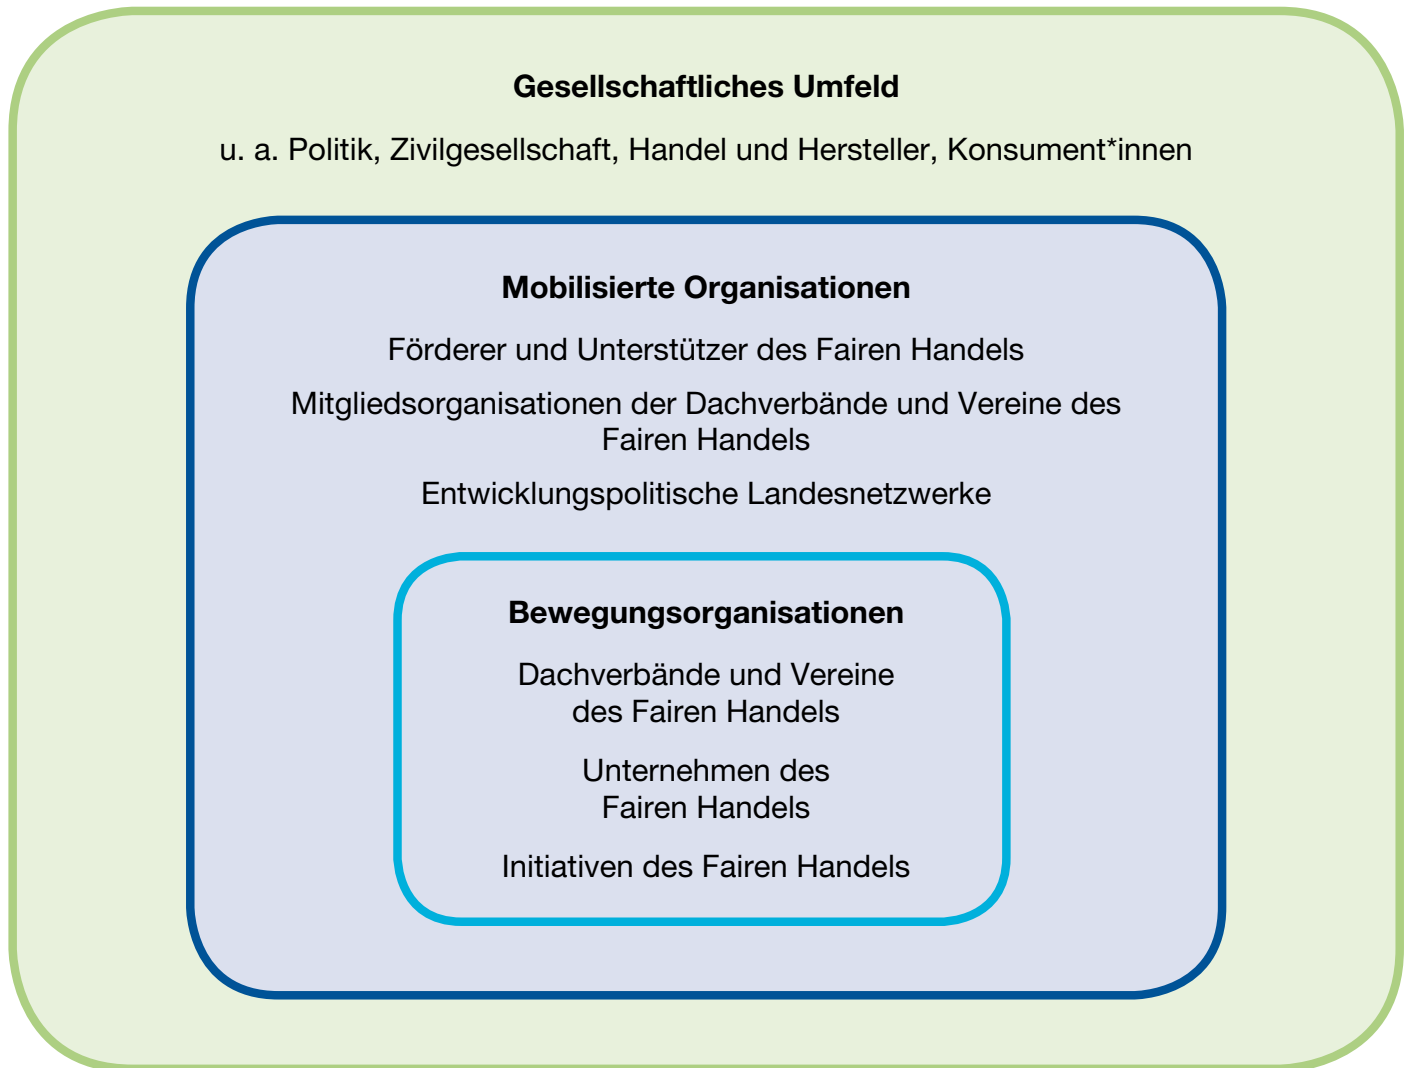 Gesellschaftliches Umfeld
u. a. Politik, Zivilgesellschaft, Handel und Hersteller, Konsument*innen
Mobilisierte Organisationen
Förderer und Unterstützer des Fairen Handels
Mitgliedsorganisationen der Dachverbände und Vereine des
Fairen Handels
Entwicklungspolitische Landesnetzwerke
Bewegungsorganisationen
Dachverbände und Vereine
des Fairen Handels
Unternehmen des
Fairen Handels
Initiativen des Fairen Handels